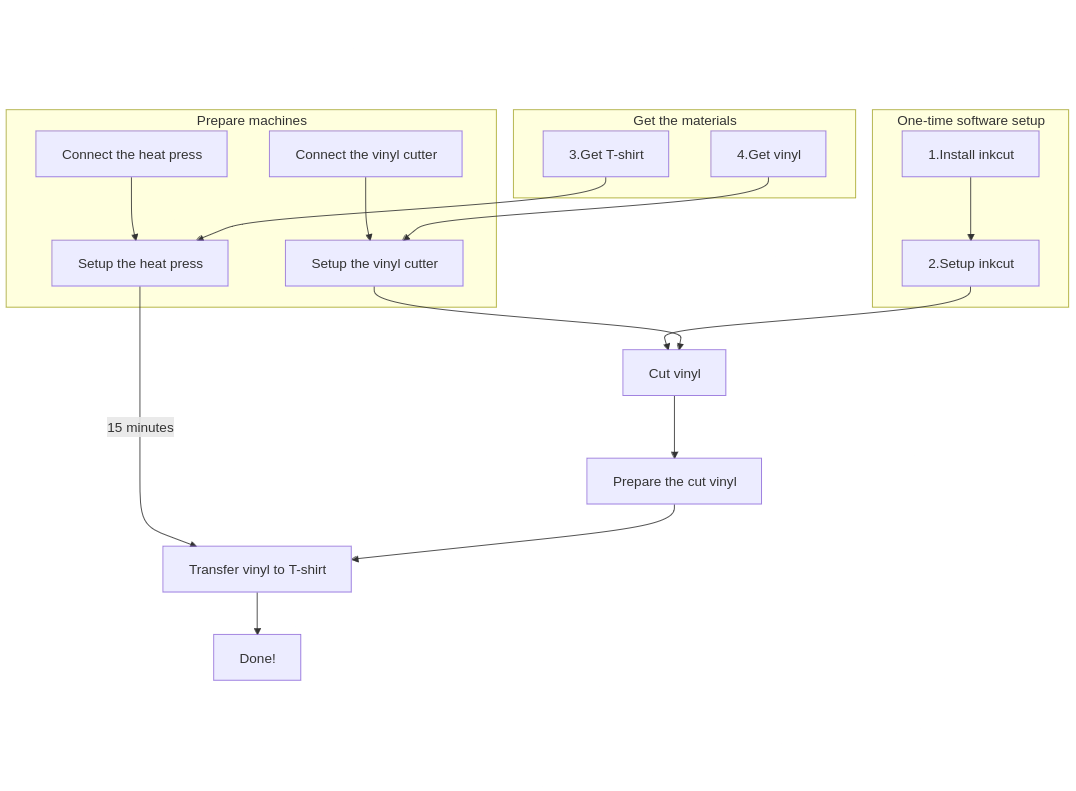 Prepare machines
Get the materials
One-time software setup
Connect the heat press
Connect the vinyl cutter
3.Get T-shirt
4.Get vinyl
1.Install inkcut
Setup the heat press
Setup the vinyl cutter
2.Setup inkcut
Cut vinyl
15 minutes
Prepare the cut vinyl
Transfer vinyl to T-shirt
Done!